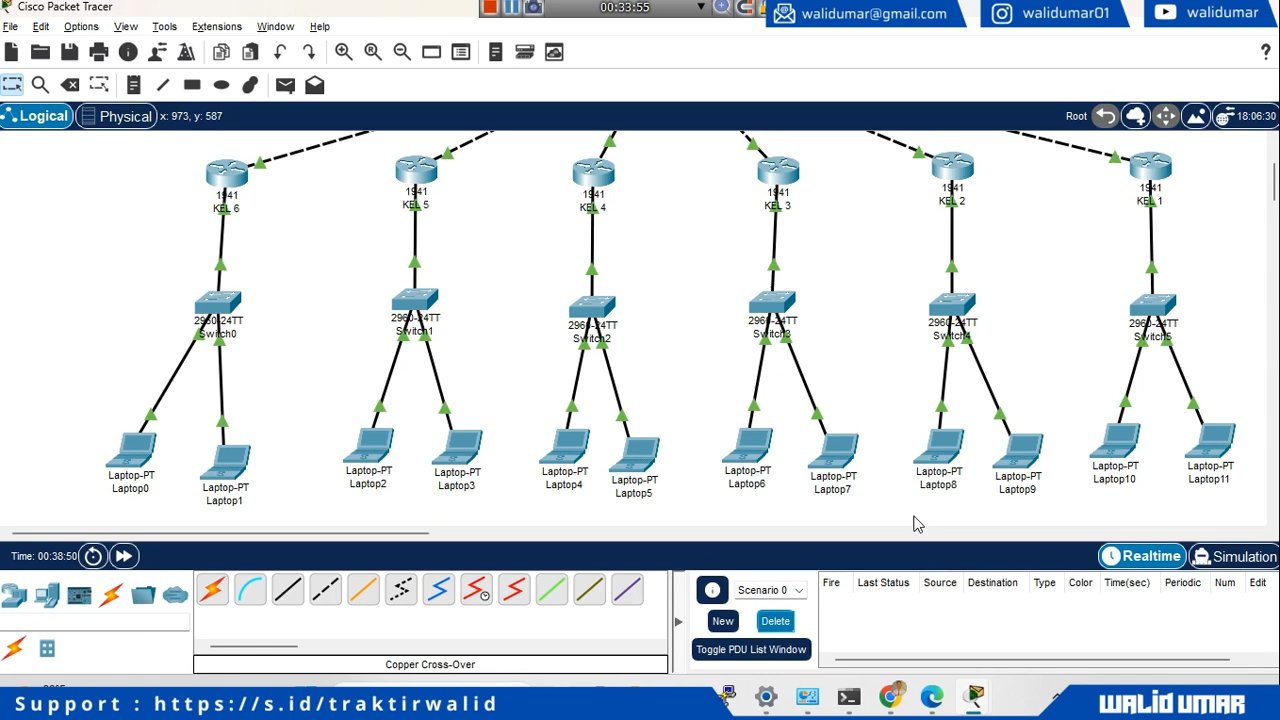 Cisco Packet Tracer
00:33:55
walidumar@gmail.com
walidumar01
walidumar
File Edit Options View Tools Extensions Window Help
?
Logical Physical x: 973, y: 587
Root 18:06:30
1941
KEL 6
1941
KEL 5
1941
KEL 4
1941
KEL 3
1941
KEL 2
1941
KEL 1
2960-24TT
Switch0
2960-24TT
Switch1
2960-24TT
Switch2
2960-24TT
Switch3
2960-24TT
Switch4
2960-24TT
Switch5
Laptop-PT
Laptop0
Laptop-PT
Laptop1
Laptop-PT
Laptop2
Laptop-PT
Laptop3
Laptop-PT
Laptop4
Laptop-PT
Laptop5
Laptop-PT
Laptop6
Laptop-PT
Laptop7
Laptop-PT
Laptop8
Laptop-PT
Laptop9
Laptop-PT
Laptop10
Laptop-PT
Laptop11
Time: 00:38:50
Realtime Simulation
Scenario 0
New Delete
Toggle PDU List Window
Fire Last Status Source Destination Type Color Time(sec) Periodic Num Edit
Copper Cross-Over
Support : https://s.id/traktirwalid
WALID UMAR